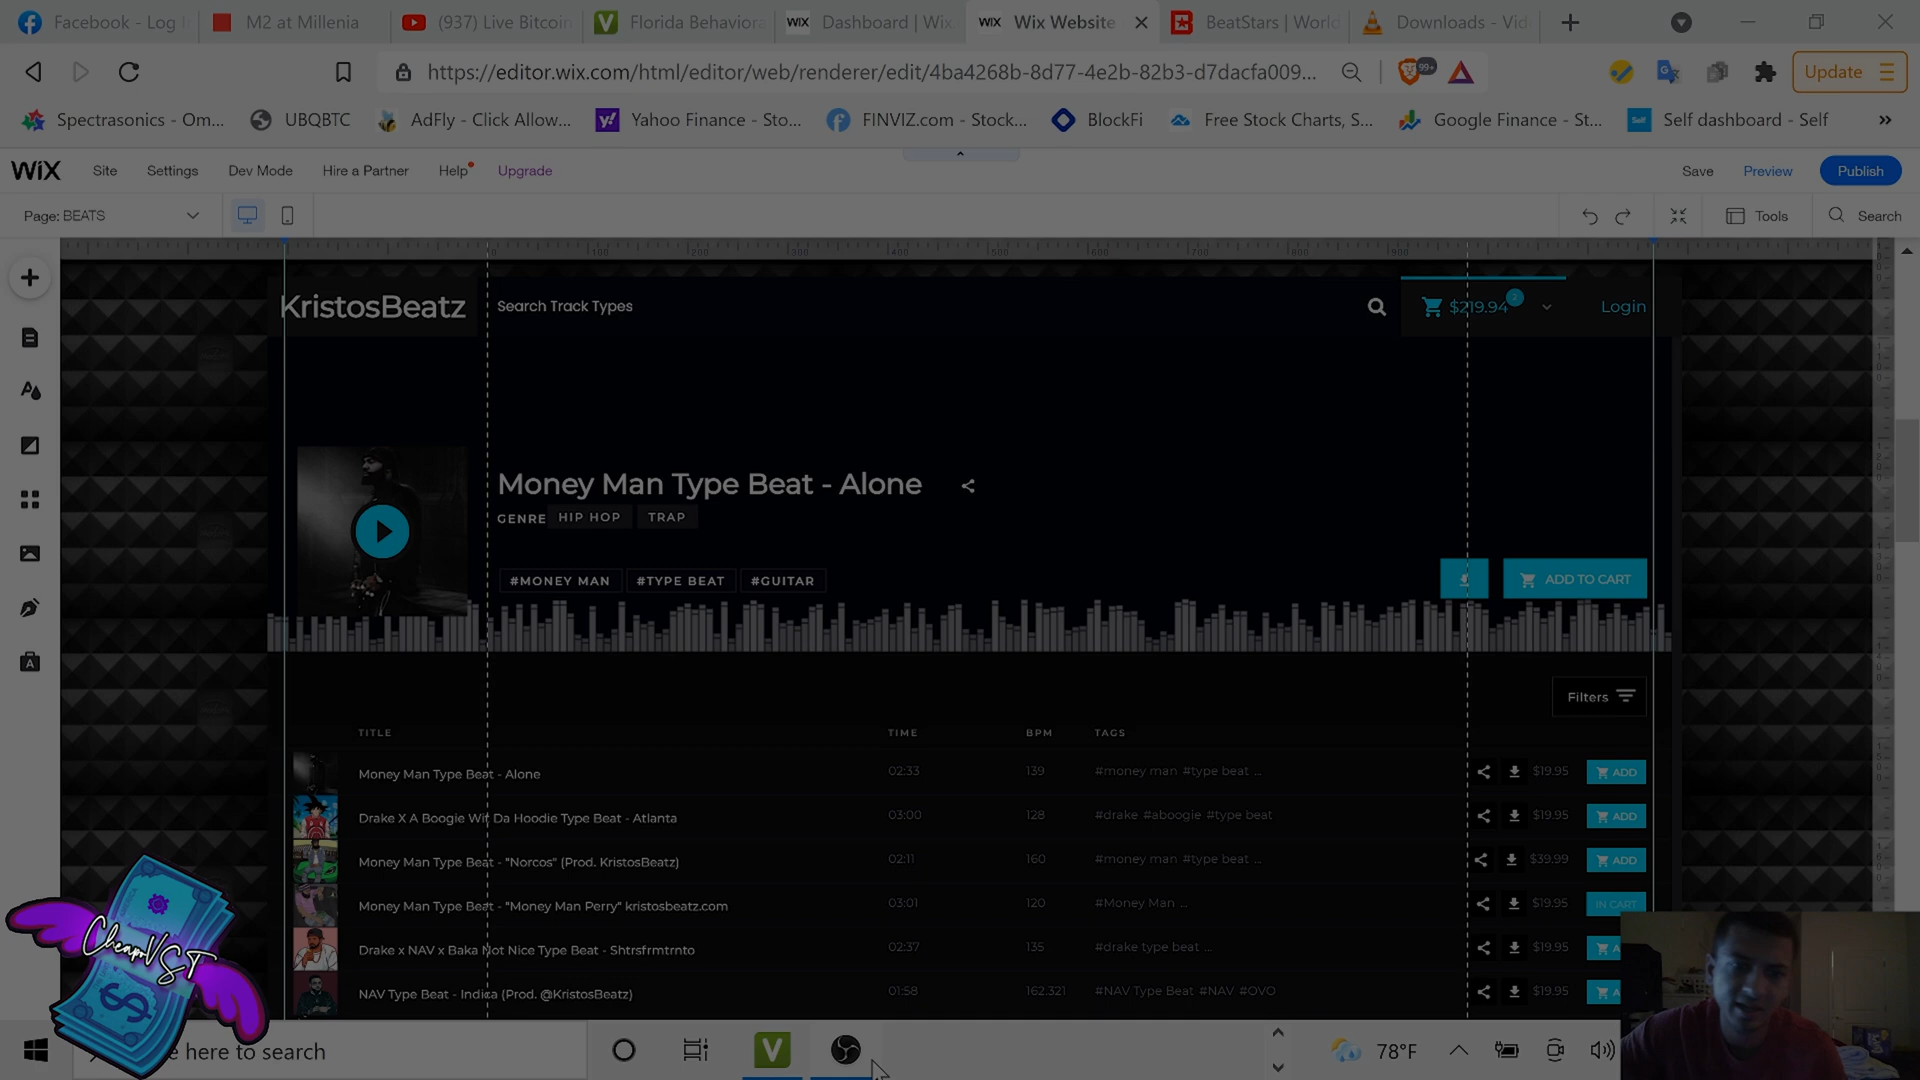 Facebook - Log I
M2 at Millenia
(937) Live Bitcoin
Florida Behaviora
WIX Dashboard | Wix
WIX Wix Website
BeatStars | World
Downloads - Vid
https://editor.wix.com/html/editor/web/renderer/edit/4ba4268b-8d77-4e2b-82b3-d7dacfa009...
99+
Update
Spectrasonics - Om...
UBQBTC
AdFly - Click Allow...
Yahoo Finance - Sto...
FINVIZ.com - Stock...
BlockFi
Free Stock Charts, S...
Google Finance - St...
Self dashboard - Self
»
WiX
Site
Settings
Dev Mode
Hire a Partner
Help
Upgrade
Save
Preview
Publish
Page: BEATS
Tools
Search
KristosBeatz
Search Track Types
$219.94
2
Login
Money Man Type Beat - Alone
GENRE HIP HOP TRAP
#MONEY MAN #TYPE BEAT #GUITAR
ADD TO CART
Filters
TITLE TIME BPM TAGS
Money Man Type Beat - Alone 02:33 139 #money man #type beat ... $19.95 ADD
Drake X A Boogie Wit Da Hoodie Type Beat - Atlanta 03:00 128 #drake #aboogie #type beat $19.95 ADD
Money Man Type Beat - "Norcos" (Prod. KristosBeatz) 02:11 160 #money man #type beat ... $39.99 ADD
Money Man Type Beat - "Money Man Perry" kristosbeatz.com 03:01 120 #Money Man ... $19.95 IN CART
Drake x NAV x Baka Not Nice Type Beat - Shtrsfrmtrnto 02:37 135 #drake type beat ... $19.95 A
NAV Type Beat - Indica (Prod. @KristosBeatz) 01:58 162.321 #NAV Type Beat #NAV #OVO $19.95 A
CheapVST
e here to search
78°F